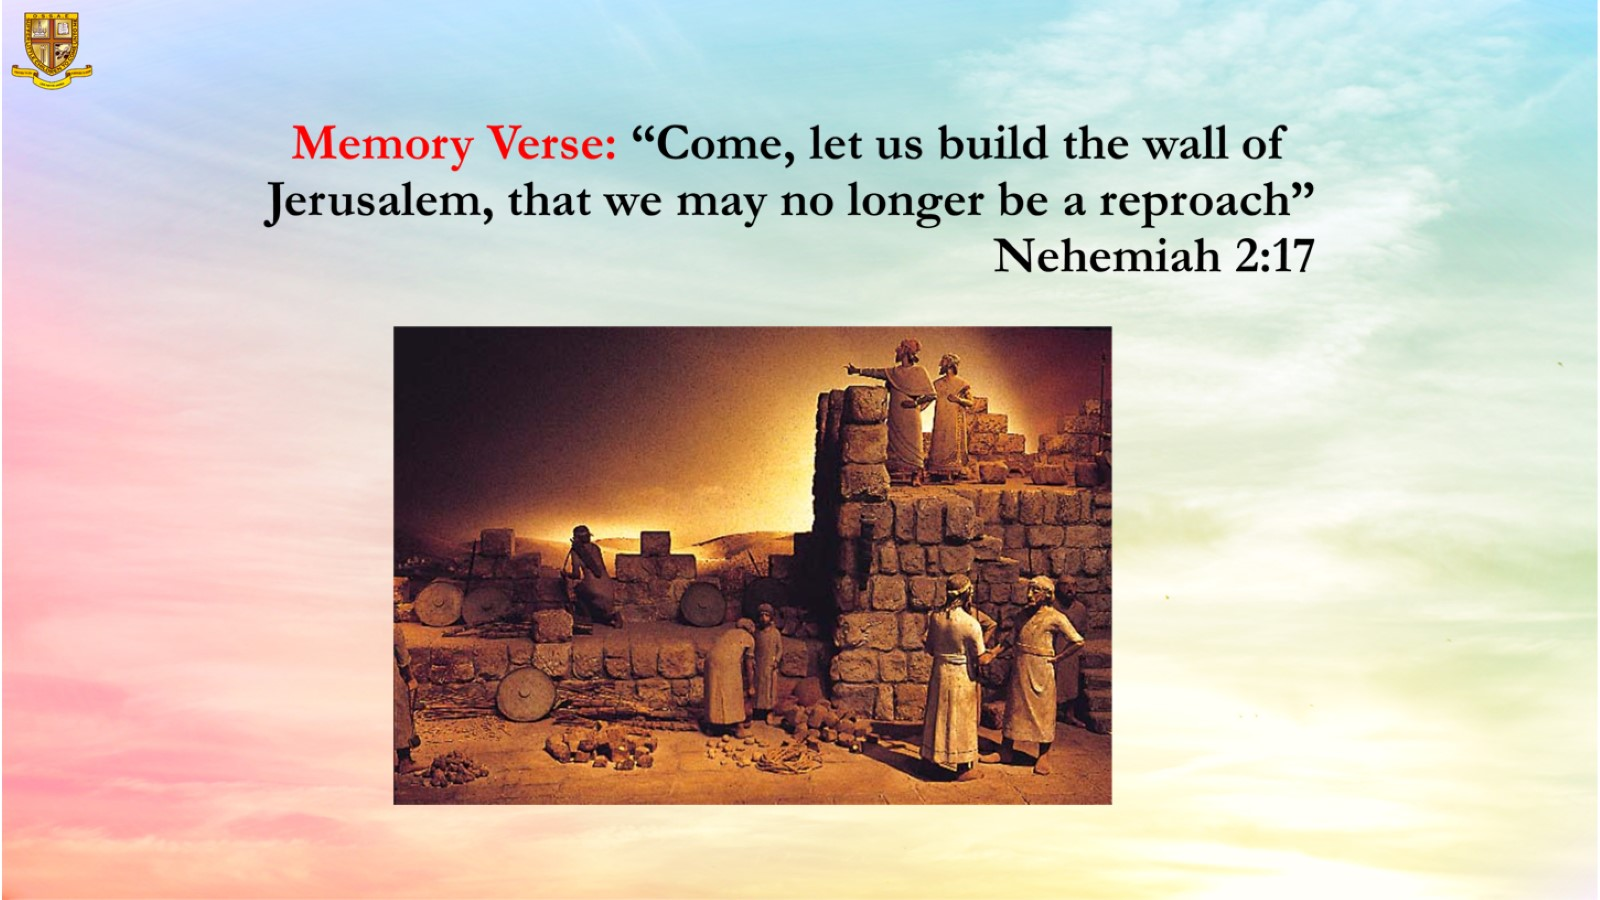 O.S.S.A.E
Memory Verse: “Come, let us build the wall of
Jerusalem, that we may no longer be a reproach”
Nehemiah 2:17